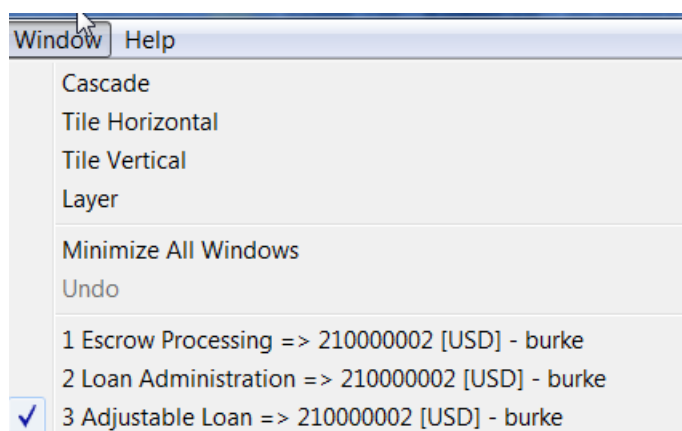 Window Help
Cascade
Tile Horizontal
Tile Vertical
Layer
Minimize All Windows
Undo
1 Escrow Processing => 210000002 [USD] - burke
2 Loan Administration => 210000002 [USD] - burke
3 Adjustable Loan => 210000002 [USD] - burke